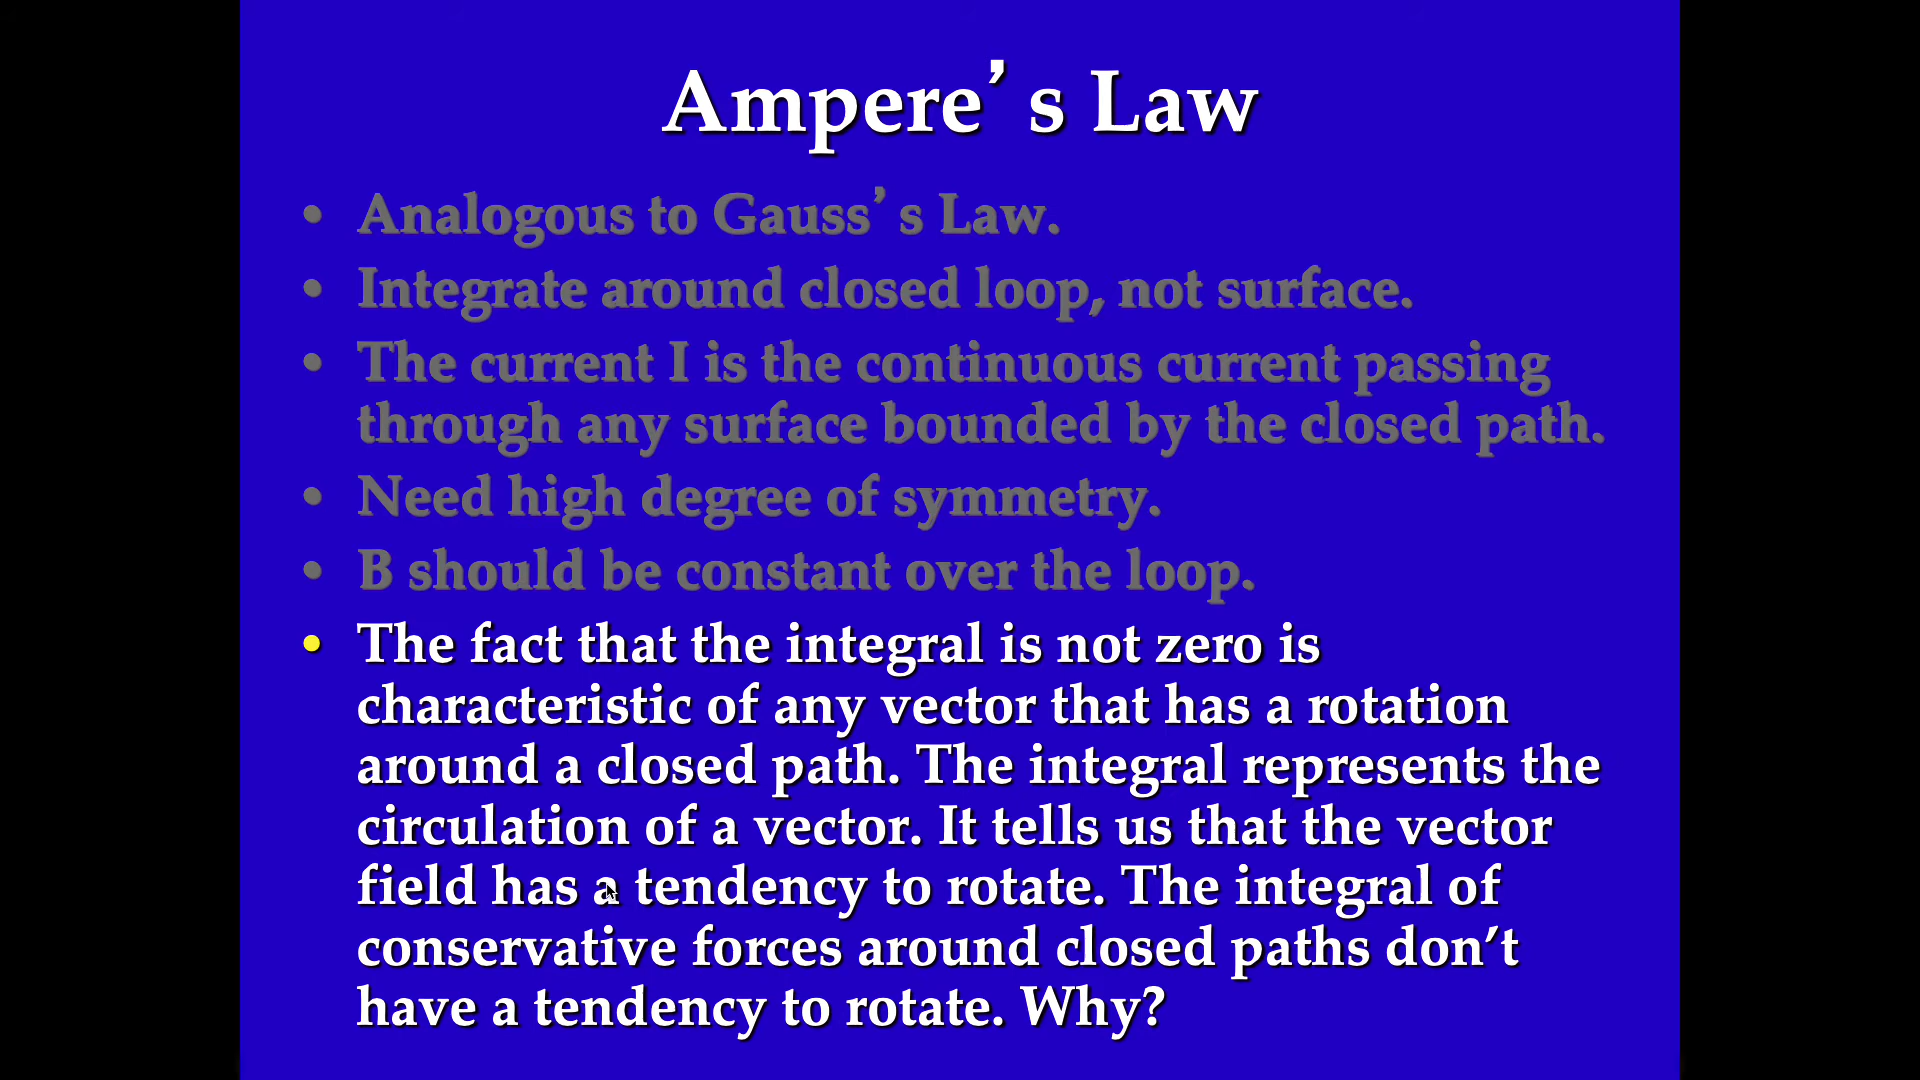 Ampere’s Law
• Analogous to Gauss’s Law.
• Integrate around closed loop, not surface.
• The current I is the continuous current passing
through any surface bounded by the closed path.
• Need high degree of symmetry.
• B should be constant over the loop.
• The fact that the integral is not zero is
characteristic of any vector that has a rotation
around a closed path. The integral represents the
circulation of a vector. It tells us that the vector
field has a tendency to rotate. The integral of
conservative forces around closed paths don’t
have a tendency to rotate. Why?